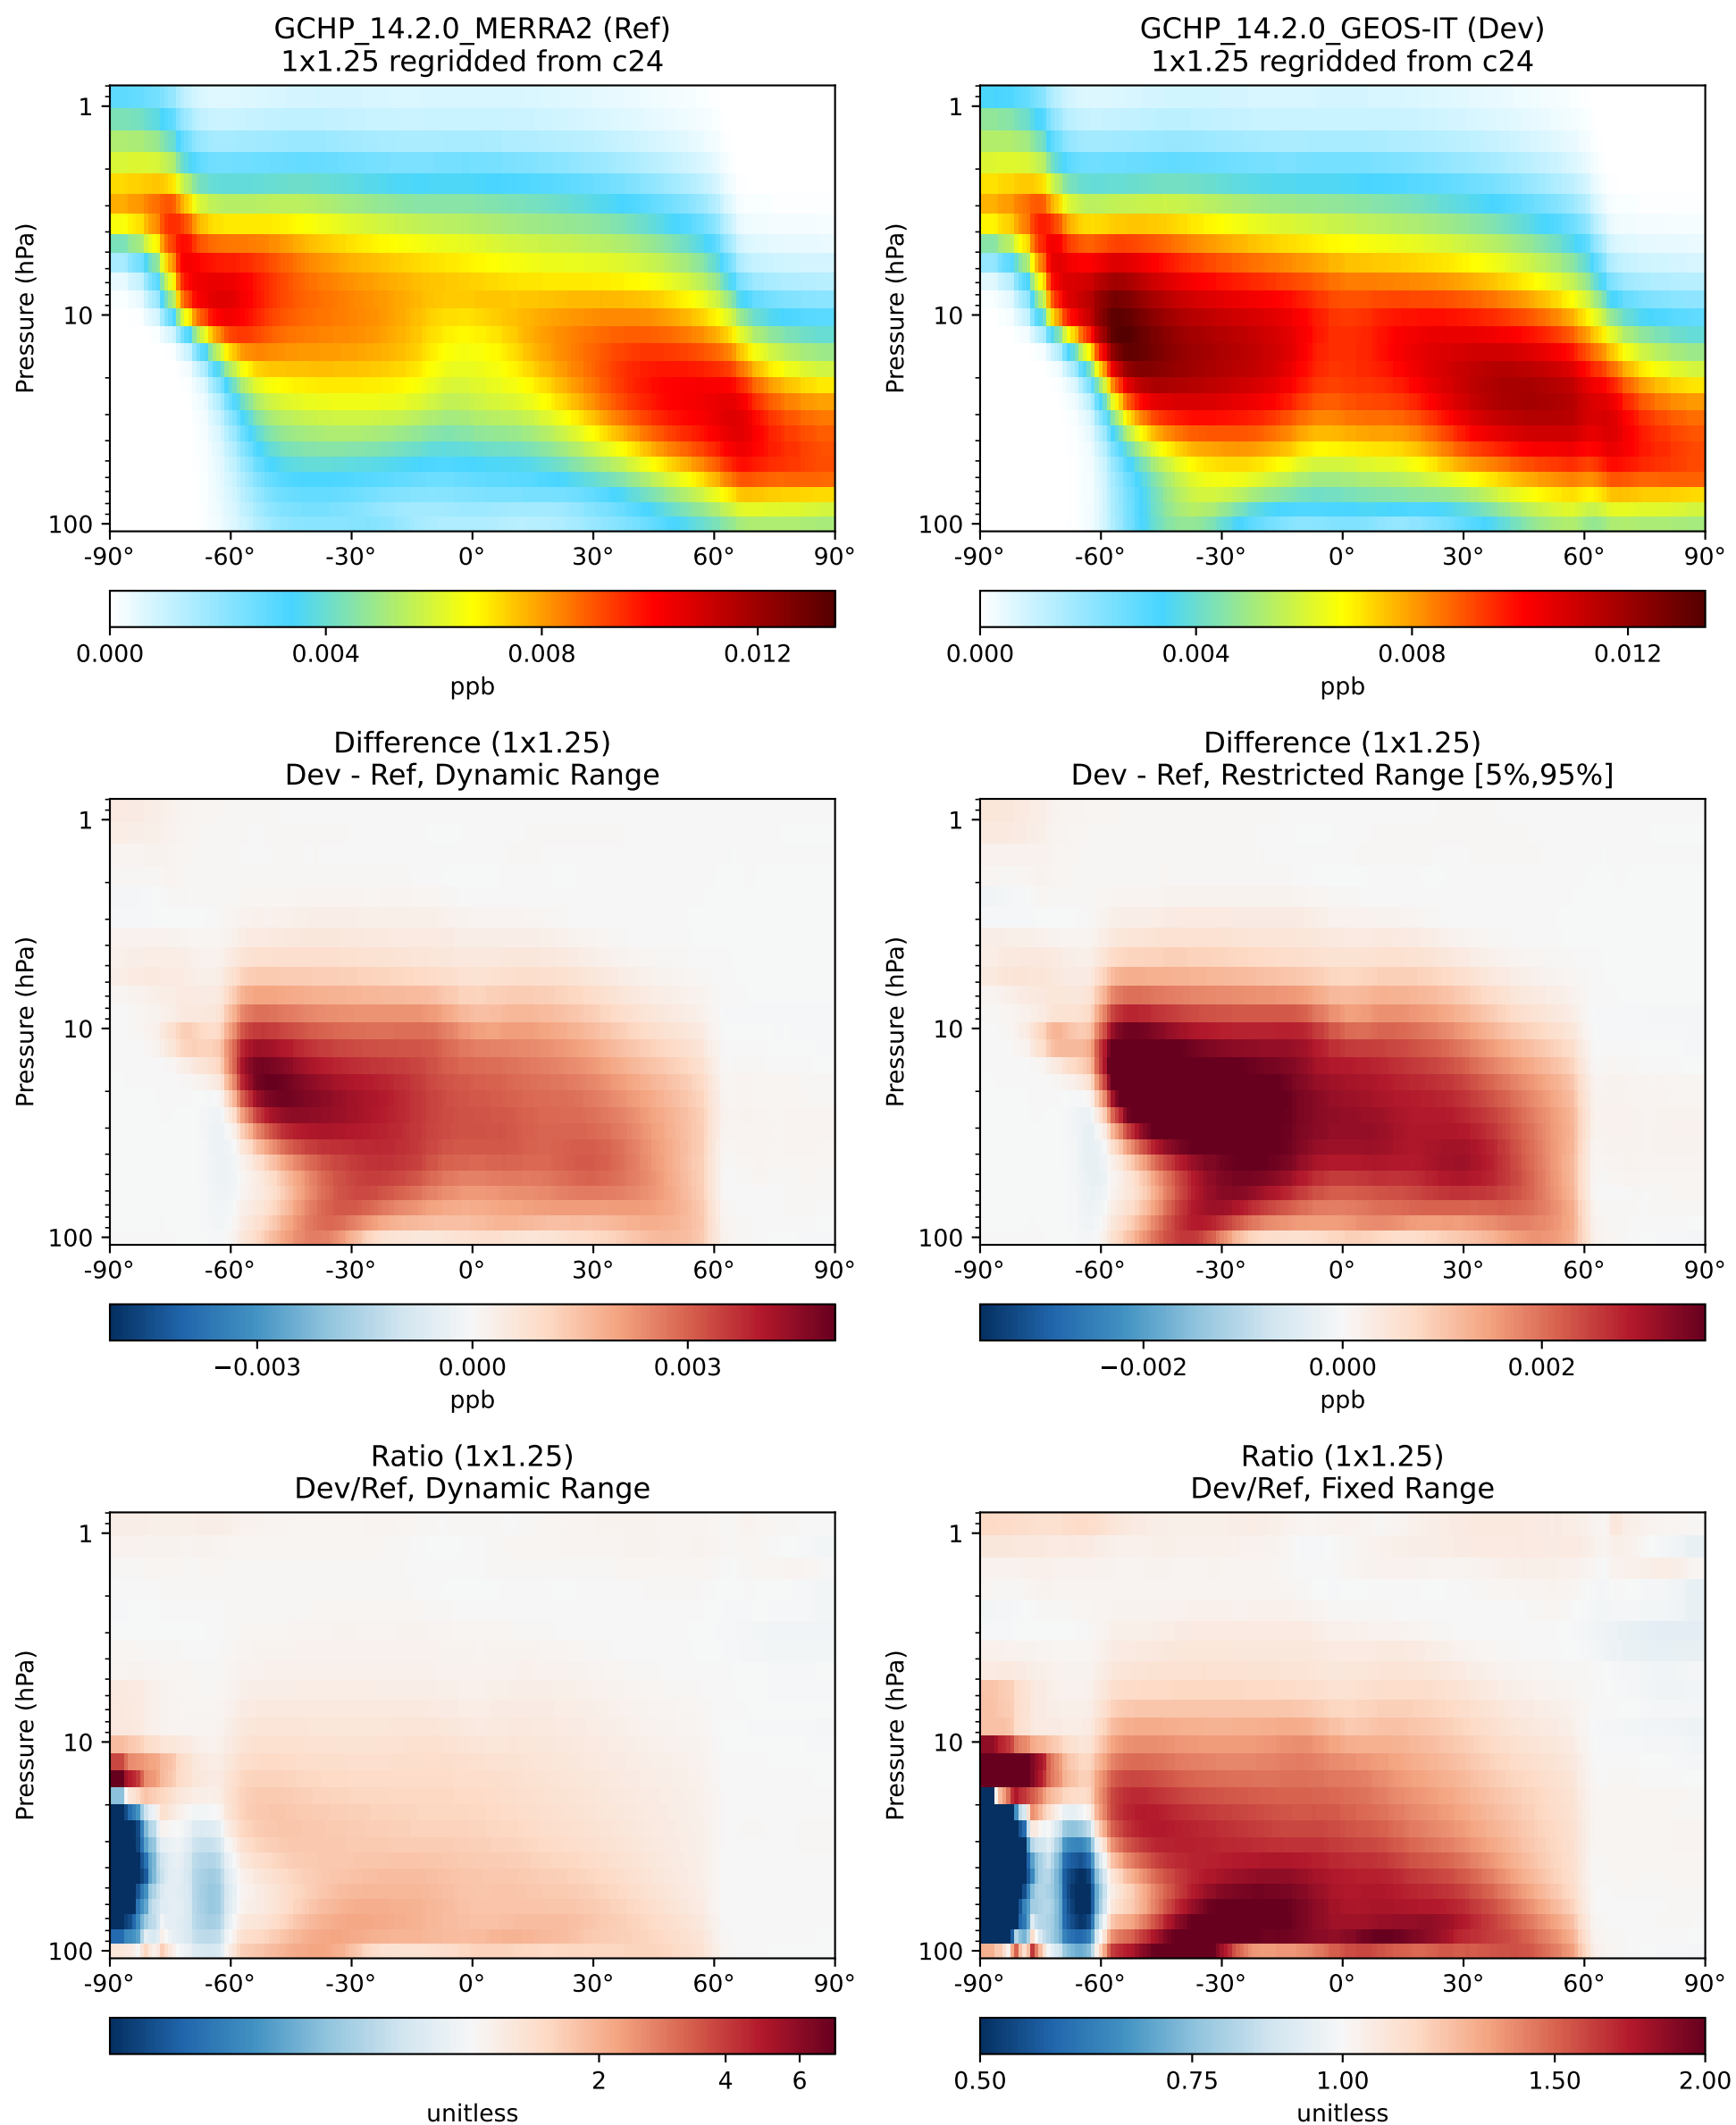 GCHP_14.2.0_MERRA2 (Ref)
1x1.25 regridded from c24
Pressure (hPa)
1
10
100
-90° -60° -30° 0° 30° 60° 90°
0.000 0.004 0.008 0.012
ppb
GCHP_14.2.0_GEOS-IT (Dev)
1x1.25 regridded from c24
Pressure (hPa)
1
10
100
-90° -60° -30° 0° 30° 60° 90°
0.000 0.004 0.008 0.012
ppb
Difference (1x1.25)
Dev - Ref, Dynamic Range
Pressure (hPa)
1
10
100
-90° -60° -30° 0° 30° 60° 90°
−0.003 0.000 0.003
ppb
Difference (1x1.25)
Dev - Ref, Restricted Range [5%,95%]
Pressure (hPa)
1
10
100
-90° -60° -30° 0° 30° 60° 90°
−0.002 0.000 0.002
ppb
Ratio (1x1.25)
Dev/Ref, Dynamic Range
Pressure (hPa)
1
10
100
-90° -60° -30° 0° 30° 60° 90°
2 4 6
unitless
Ratio (1x1.25)
Dev/Ref, Fixed Range
Pressure (hPa)
1
10
100
-90° -60° -30° 0° 30° 60° 90°
0.50 0.75 1.00 1.50 2.00
unitless